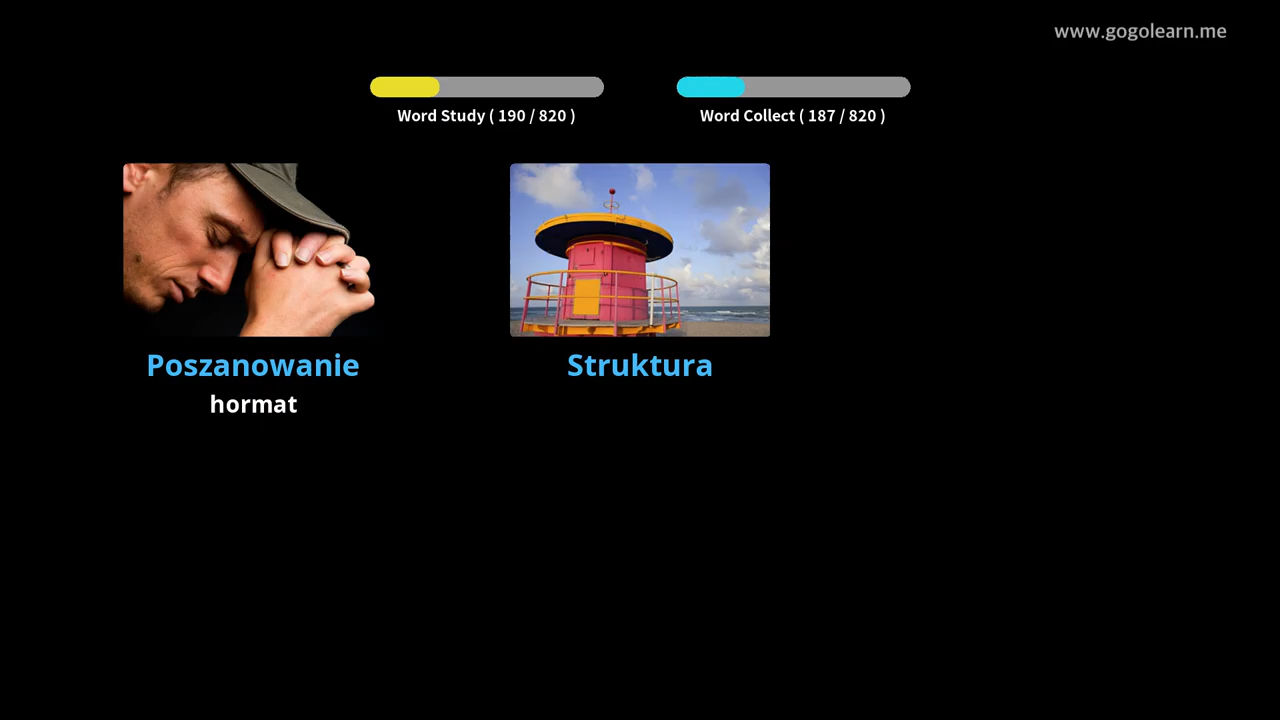 www.gogolearn.me
Word Study ( 190 / 820 )
Word Collect ( 187 / 820 )
Poszanowanie
hormat
Struktura